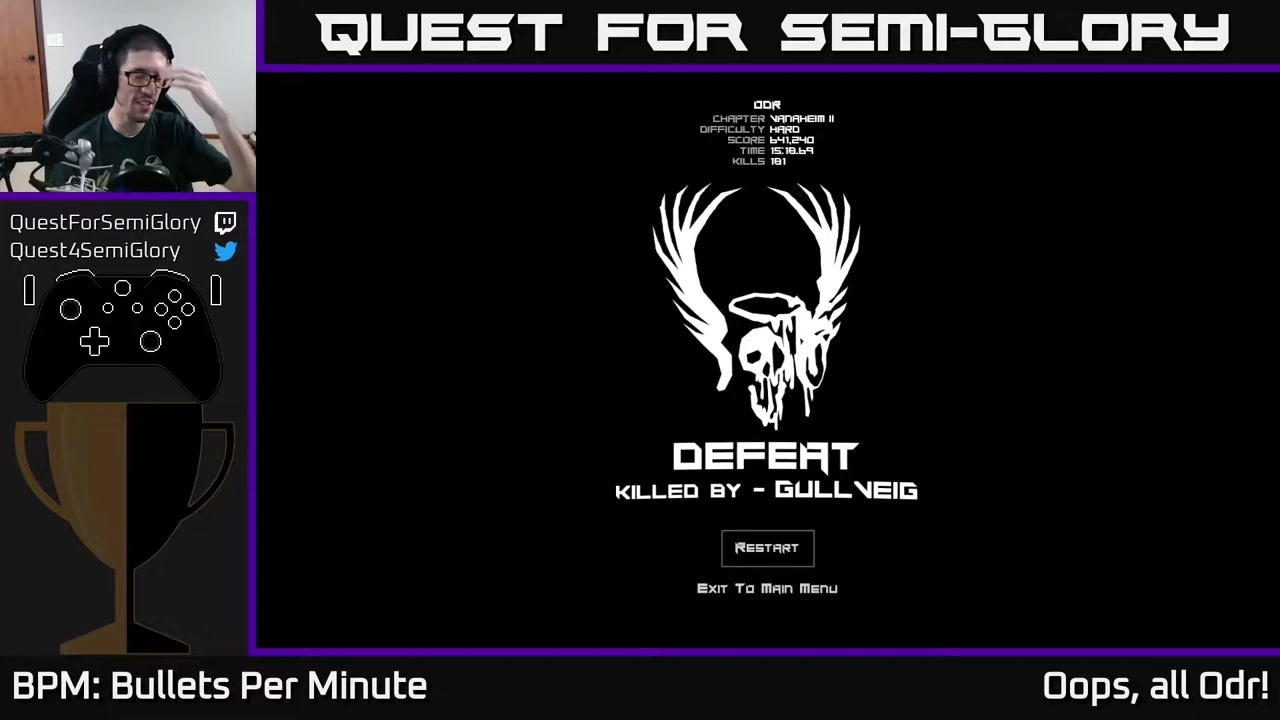 QUEST FOR SEMI-GLORY
ODR
CHAPTER VANAHEIM II
DIFFICULTY HARD
SCORE 641,240
TIME 15:18.69
KILLS 181
QuestForSemiGlory
Quest4SemiGlory
DEFEAT
KILLED BY - GULLVEIG
RESTART
EXIT TO MAIN MENU
BPM: Bullets Per Minute
Oops, all Odr!